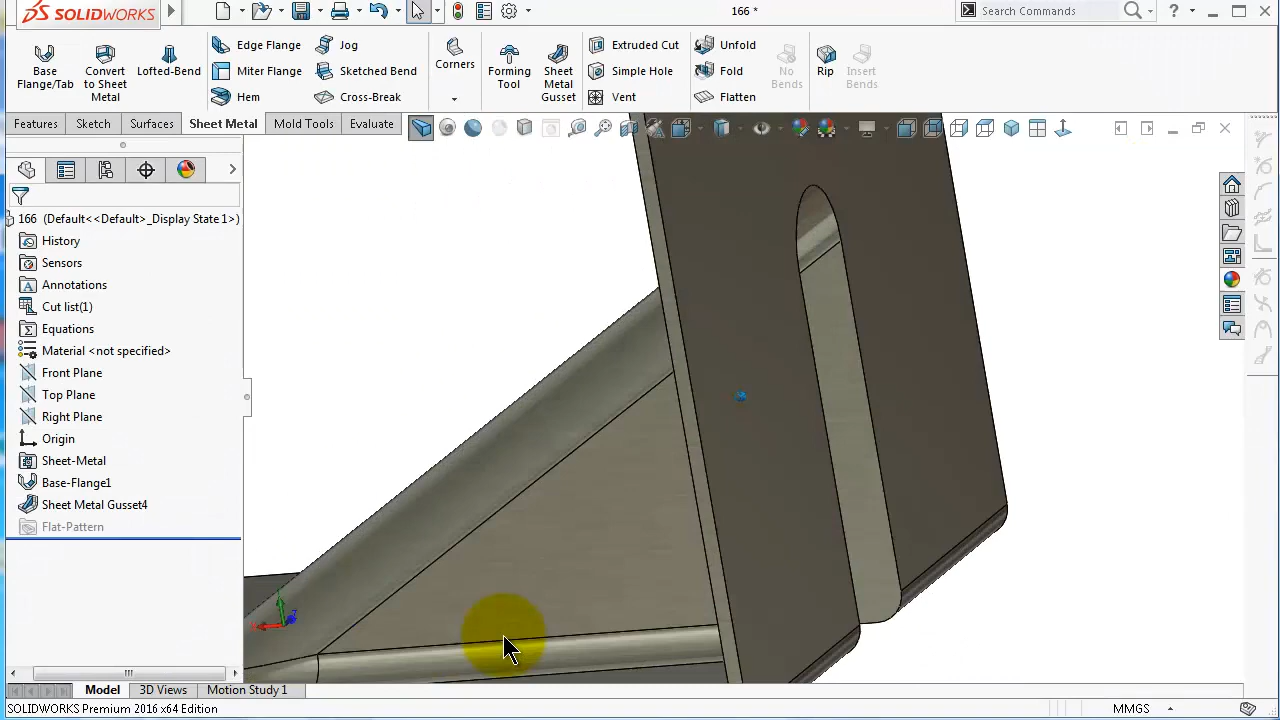 SOLIDWORKS
166 *
Search Commands
Base Flange/Tab
Convert to Sheet Metal
Lofted-Bend
Edge Flange
Miter Flange
Hem
Jog
Sketched Bend
Cross-Break
Corners
Forming Tool
Sheet Metal Gusset
Extruded Cut
Simple Hole
Vent
Unfold
Fold
Flatten
No Bends
Rip
Insert Bends
Features
Sketch
Surfaces
Sheet Metal
Mold Tools
Evaluate
166 (Default<<Default>_Display State 1>)
History
Sensors
Annotations
Cut list(1)
Equations
Material <not specified>
Front Plane
Top Plane
Right Plane
Origin
Sheet-Metal
Base-Flange1
Sheet Metal Gusset4
Flat-Pattern
Model
3D Views
Motion Study 1
SOLIDWORKS Premium 2016 x64 Edition
MMGS